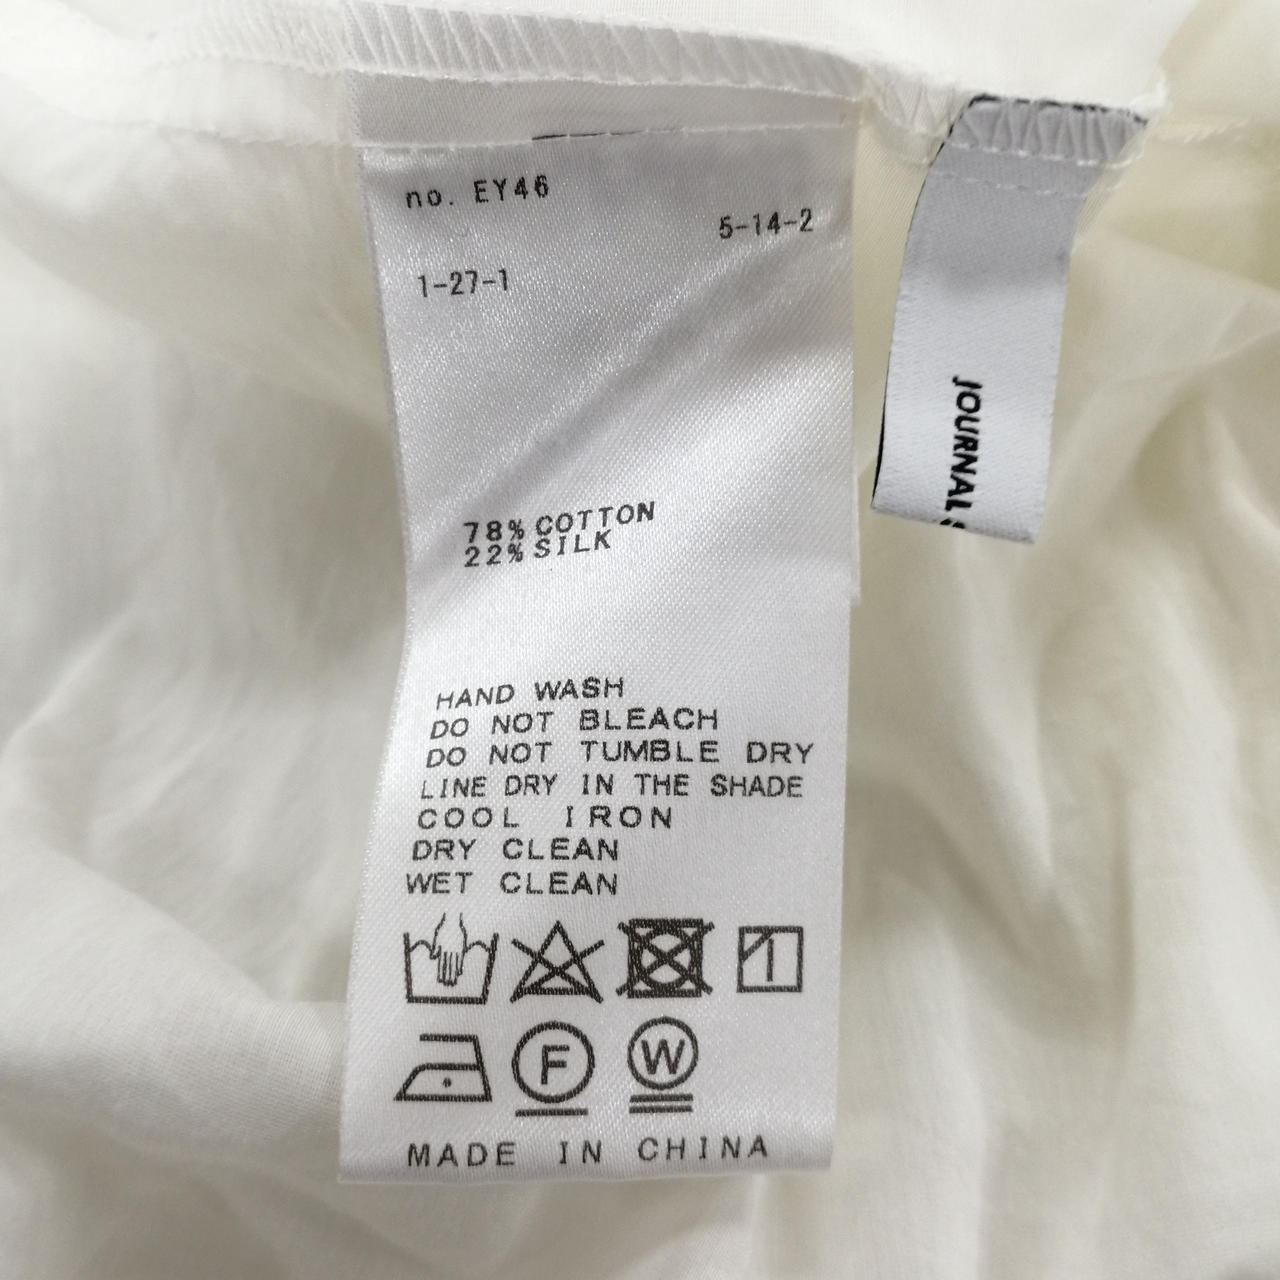 no. EY46
5-14-2
1-27-1
78% COTTON
22% SILK
HAND WASH
DO NOT BLEACH
DO NOT TUMBLE DRY
LINE DRY IN THE SHADE
COOL IRON
DRY CLEAN
WET CLEAN
F
W
MADE IN CHINA
JOURNAL